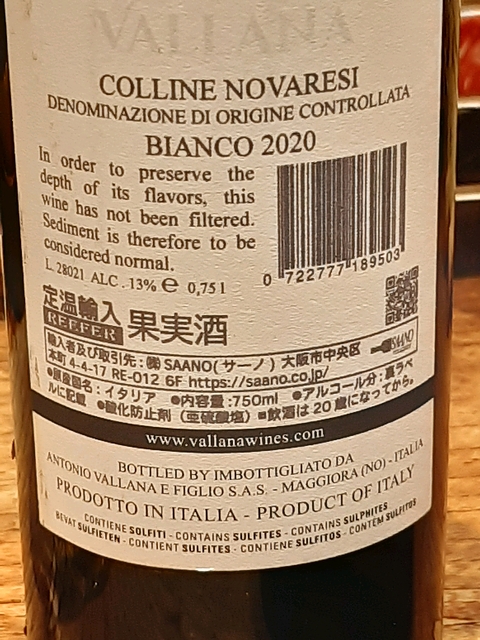 VALLANA
COLLINE NOVARESI
DENOMINAZIONE DI ORIGINE CONTROLLATA
BIANCO 2020
In order to preserve the
depth of its flavors, this
wine has not been filtered.
Sediment is therefore to be
considered normal.
L. 28021 ALC. 13% ℮ 0,75 l
0 722777 189503
定温輸入
REEFER 果実酒
輸入者及び取引先：㈱ SAANO(サーノ) 大阪市中央区
本町 4-4-17 RE-012 6F https://saano.co.jp/
SAANO
●原産国名：イタリア ●内容量：750ml ●アルコール分：裏ラベ
ルに記載 ●酸化防止剤（亜硫酸塩）■飲酒は 20 歳になってから。
www.vallanawines.com
BOTTLED BY IMBOTTIGLIATO DA
ANTONIO VALLANA E FIGLIO S.A.S. - MAGGIORA (NO) - ITALIA
PRODOTTO IN ITALIA - PRODUCT OF ITALY
CONTIENE SOLFITI - CONTAINS SULFITES - CONTAINS SULPHITES
BEVAT SULFIETEN - CONTIENT SULFITES - CONTIENE SULFITOS - CONTÉM SULFITOS